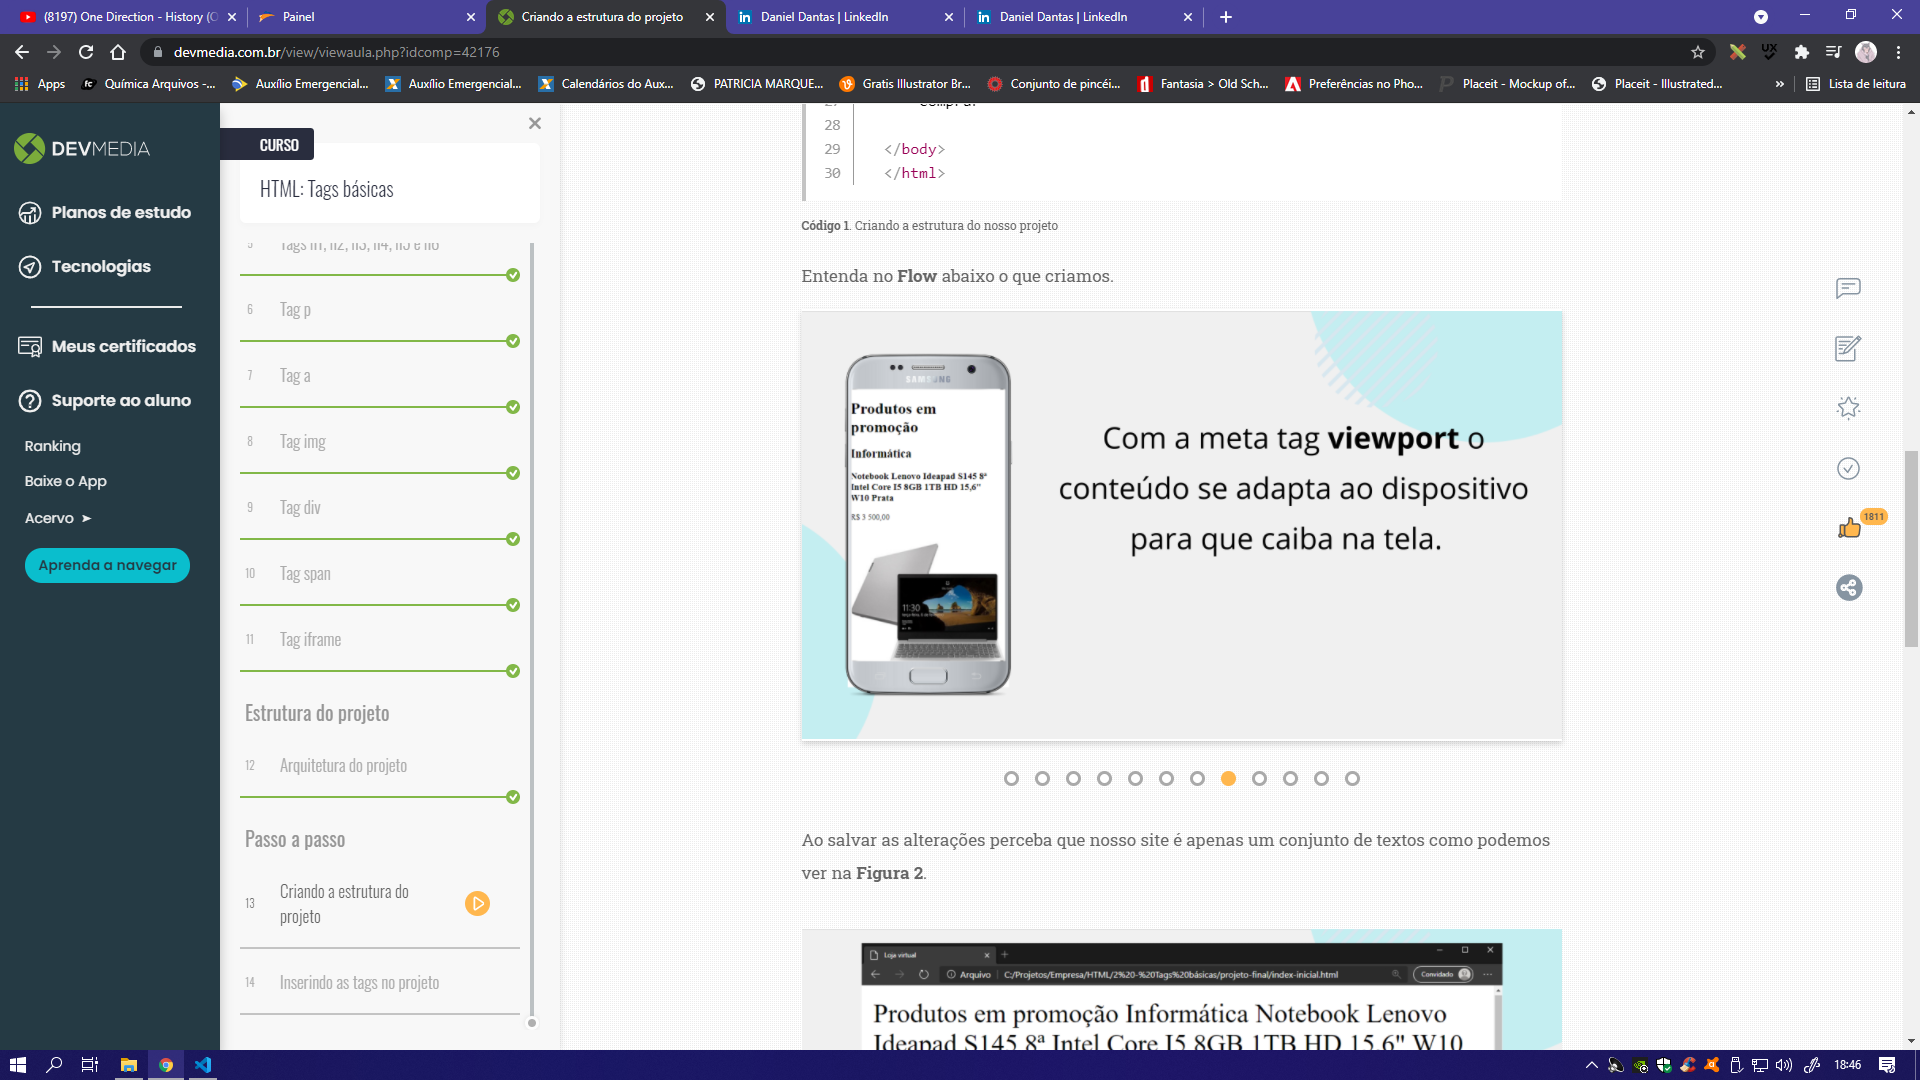 (8197) One Direction - History (O
Painel
Criando a estrutura do projeto
Daniel Dantas | LinkedIn
Daniel Dantas | LinkedIn
devmedia.com.br/view/viewaula.php?idcomp=42176
Apps
Química Arquivos -...
Auxílio Emergencial...
Auxílio Emergencial...
Calendários do Aux...
PATRICIA MARQUE...
Gratis Illustrator Br...
Conjunto de pincéi...
Fantasia > Old Sch...
Preferências no Pho...
Placeit - Mockup of...
Placeit - Illustrated...
»
Lista de leitura
DEVMEDIA
Planos de estudo
Tecnologias
Meus certificados
Suporte ao aluno
Ranking
Baixe o App
Acervo ➤
Aprenda a navegar
CURSO
HTML: Tags básicas
5 Tags h1, h2, h3, h4, h5 e h6
6 Tag p
7 Tag a
8 Tag img
9 Tag div
10 Tag span
11 Tag iframe
Estrutura do projeto
12 Arquitetura do projeto
Passo a passo
13 Criando a estrutura do
projeto
14 Inserindo as tags no projeto
27 Comprar
28
29 </body>
30 </html>
Código 1. Criando a estrutura do nosso projeto
Entenda no Flow abaixo o que criamos.
SAMSUNG
Produtos em
promoção
Informática
Notebook Lenovo Ideapad S145 8ª
Intel Core I5 8GB 1TB HD 15,6"
W10 Prata
R$ 3 500,00
11:30
Com a meta tag viewport o
conteúdo se adapta ao dispositivo
para que caiba na tela.
Ao salvar as alterações perceba que nosso site é apenas um conjunto de textos como podemos
ver na Figura 2.
Loja virtual
Arquivo | C:/Projetos/Empresa/HTML/2%20-%20Tags%20básicas/projeto-final/index-inicial.html
Convidado
Produtos em promoção Informática Notebook Lenovo
Ideapad S145 8ª Intel Core I5 8GB 1TB HD 15,6" W10
1811
18:46